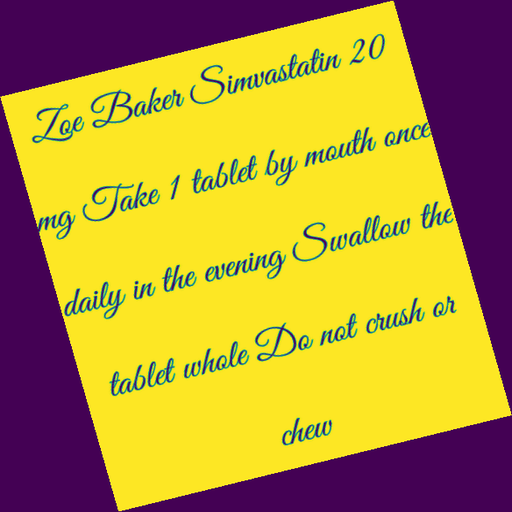 Zoe Baker Simvastatin 20
mg Take 1 tablet by mouth once
daily in the evening Swallow the
tablet whole Do not crush or
chew